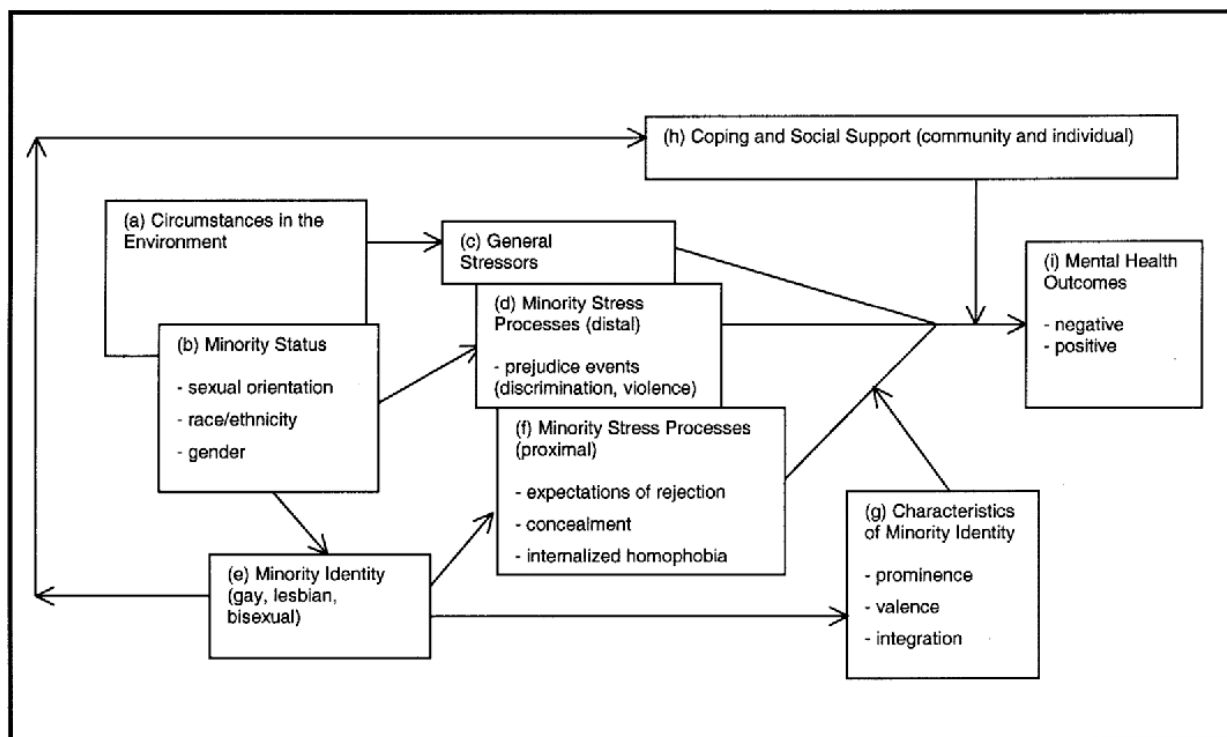 (h) Coping and Social Support (community and individual)
(a) Circumstances in the
Environment
(c) General
Stressors
(i) Mental Health
Outcomes
- negative
- positive
(d) Minority Stress
Processes (distal)
- prejudice events
(discrimination, violence)
(b) Minority Status
- sexual orientation
- race/ethnicity
- gender
(f) Minority Stress Processes
(proximal)
- expectations of rejection
- concealment
- internalized homophobia
(g) Characteristics
of Minority Identity
- prominence
- valence
- integration
(e) Minority Identity
(gay, lesbian,
bisexual)